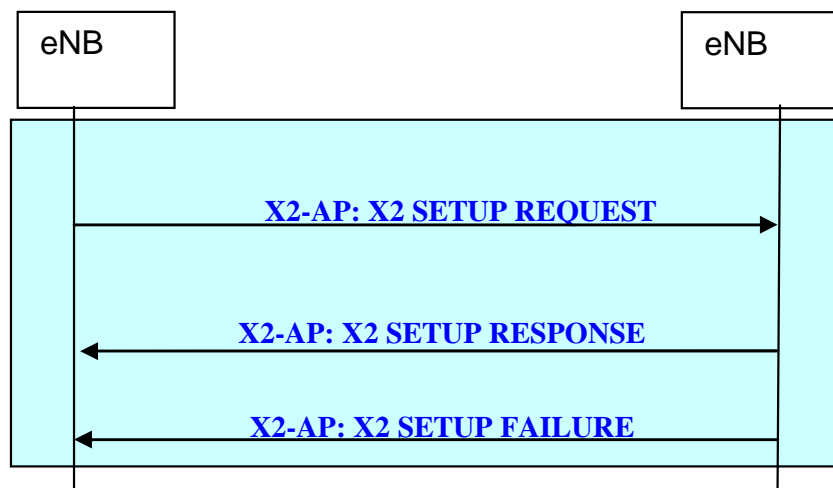 eNB
eNB
X2-AP: X2 SETUP REQUEST
X2-AP: X2 SETUP RESPONSE
X2-AP: X2 SETUP FAILURE